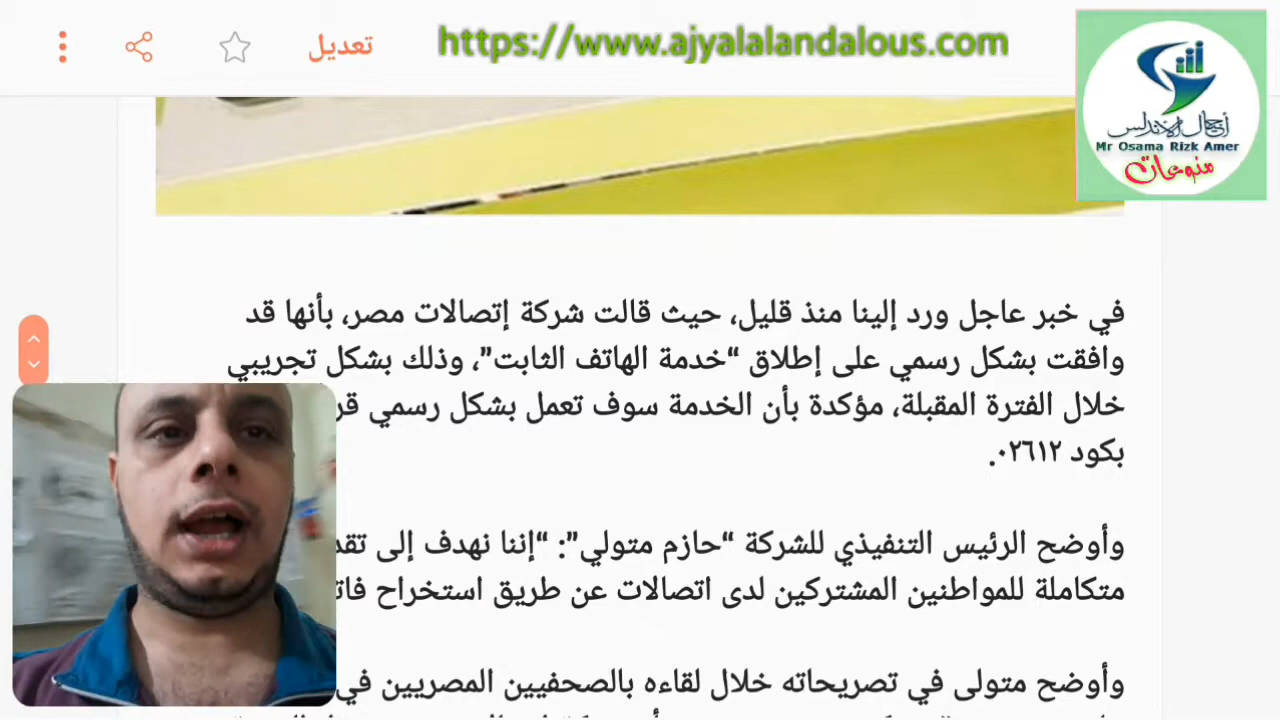 تعديل
https://www.ajyalalandalous.com
أجيال الاندلس
Mr Osama Rizk Amer
منوعات
في خبر عاجل ورد إلينا منذ قليل، حيث قالت شركة إتصالات مصر، بأنها قد
وافقت بشكل رسمي على إطلاق “خدمة الهاتف الثابت”، وذلك بشكل تجريبي
خلال الفترة المقبلة، مؤكدة بأن الخدمة سوف تعمل بشكل رسمي
بكود ٠٢٦١٢.
وأوضح الرئيس التنفيذي للشركة “حازم متولي”: “إننا نهدف إلى
متكاملة للمواطنين المشتركين لدى اتصالات عن طريق استخراح
وأوضح متولى في تصريحاته خلال لقاءه بالصحفيين المصريين في